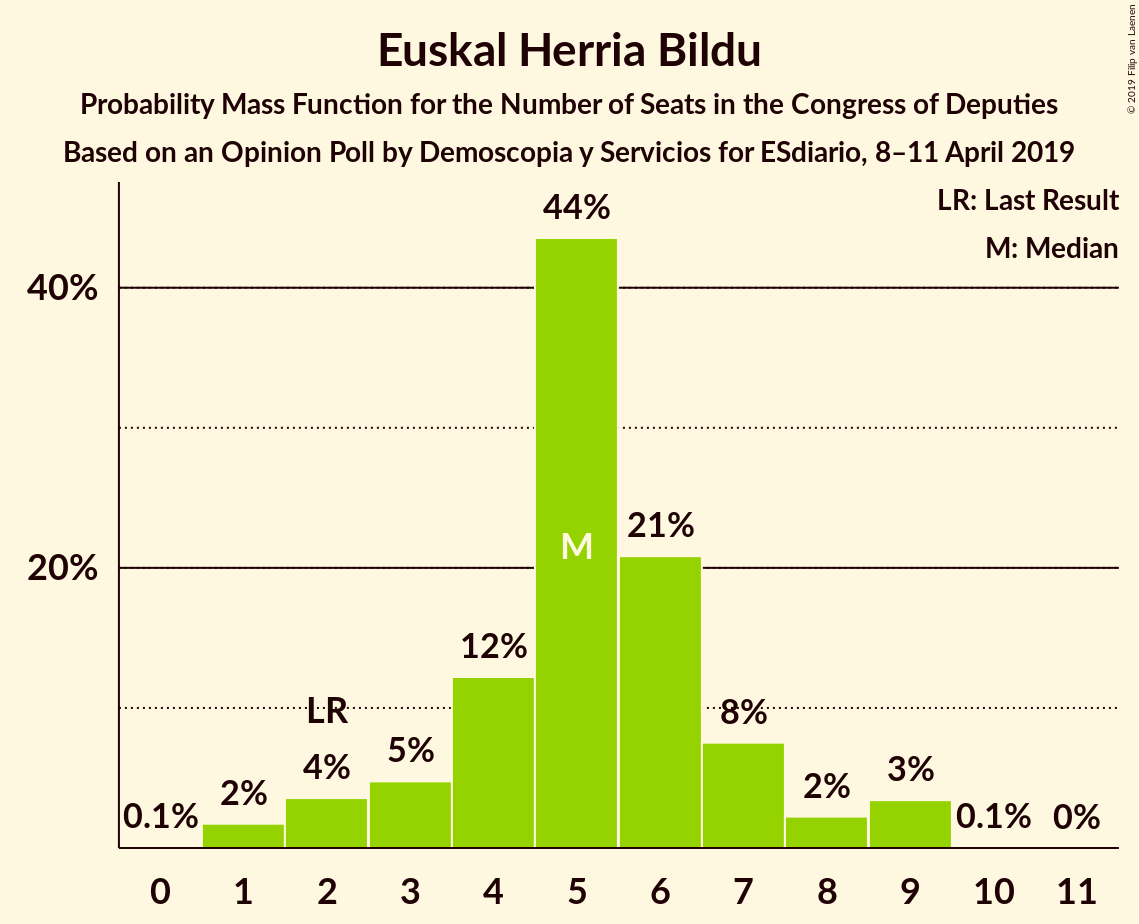 Euskal Herria Bildu
Probability Mass Function for the Number of Seats in the Congress of Deputies
Based on an Opinion Poll by Demoscopia y Servicios for ESdiario, 8–11 April 2019
© 2019 Filip van Laenen
LR: Last Result
M: Median
44%
40%
21%
M
20%
12%
LR
8%
5%
4%
3%
2%
2%
0.1%
0.1%
0%
0 1 2 3 4 5 6 7 8 9 10 11